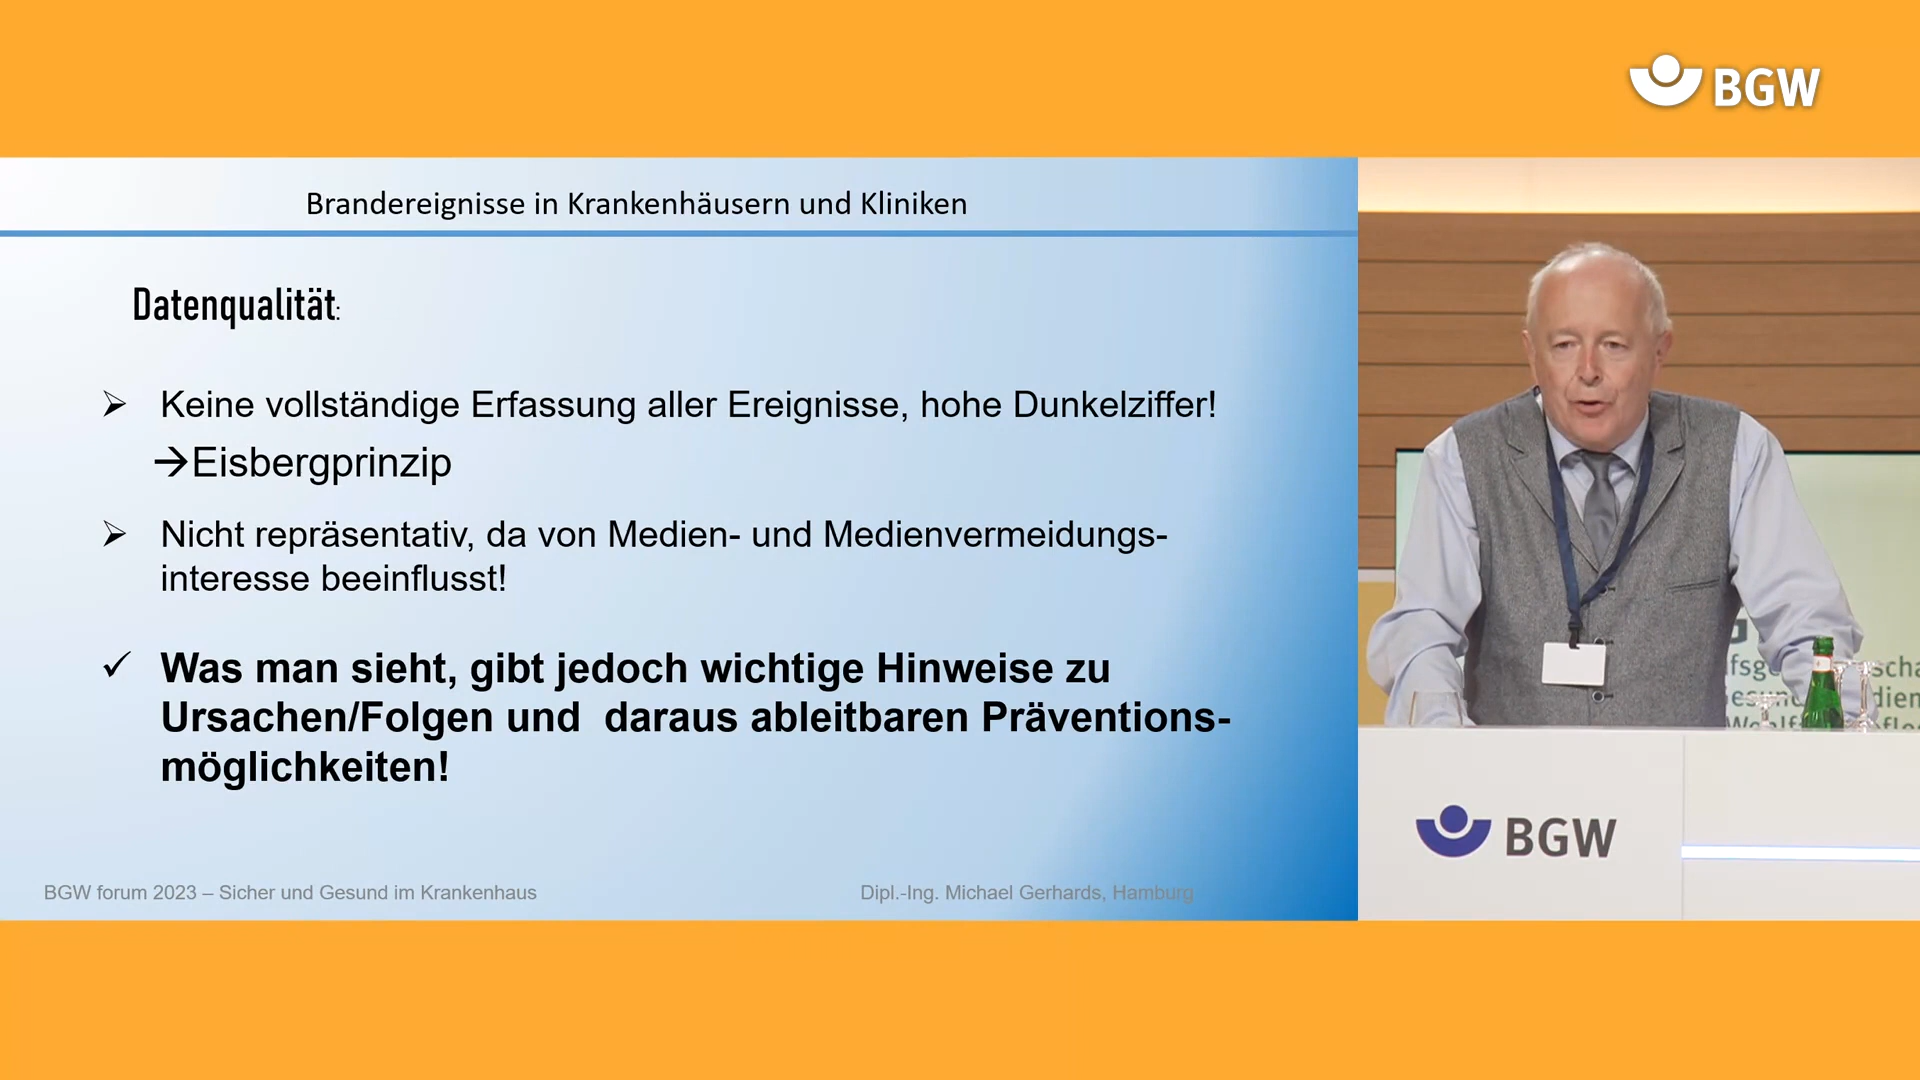 BGW
Brandereignisse in Krankenhäusern und Kliniken
Datenqualität:
➢ Keine vollständige Erfassung aller Ereignisse, hohe Dunkelziffer!
→Eisbergprinzip
➢ Nicht repräsentativ, da von Medien- und Medienvermeidungs-
interesse beeinflusst!
✓ Was man sieht, gibt jedoch wichtige Hinweise zu
Ursachen/Folgen und daraus ableitbaren Präventions-
möglichkeiten!
BGW forum 2023 – Sicher und Gesund im Krankenhaus
Dipl.-Ing. Michael Gerhards, Hamburg
BGW